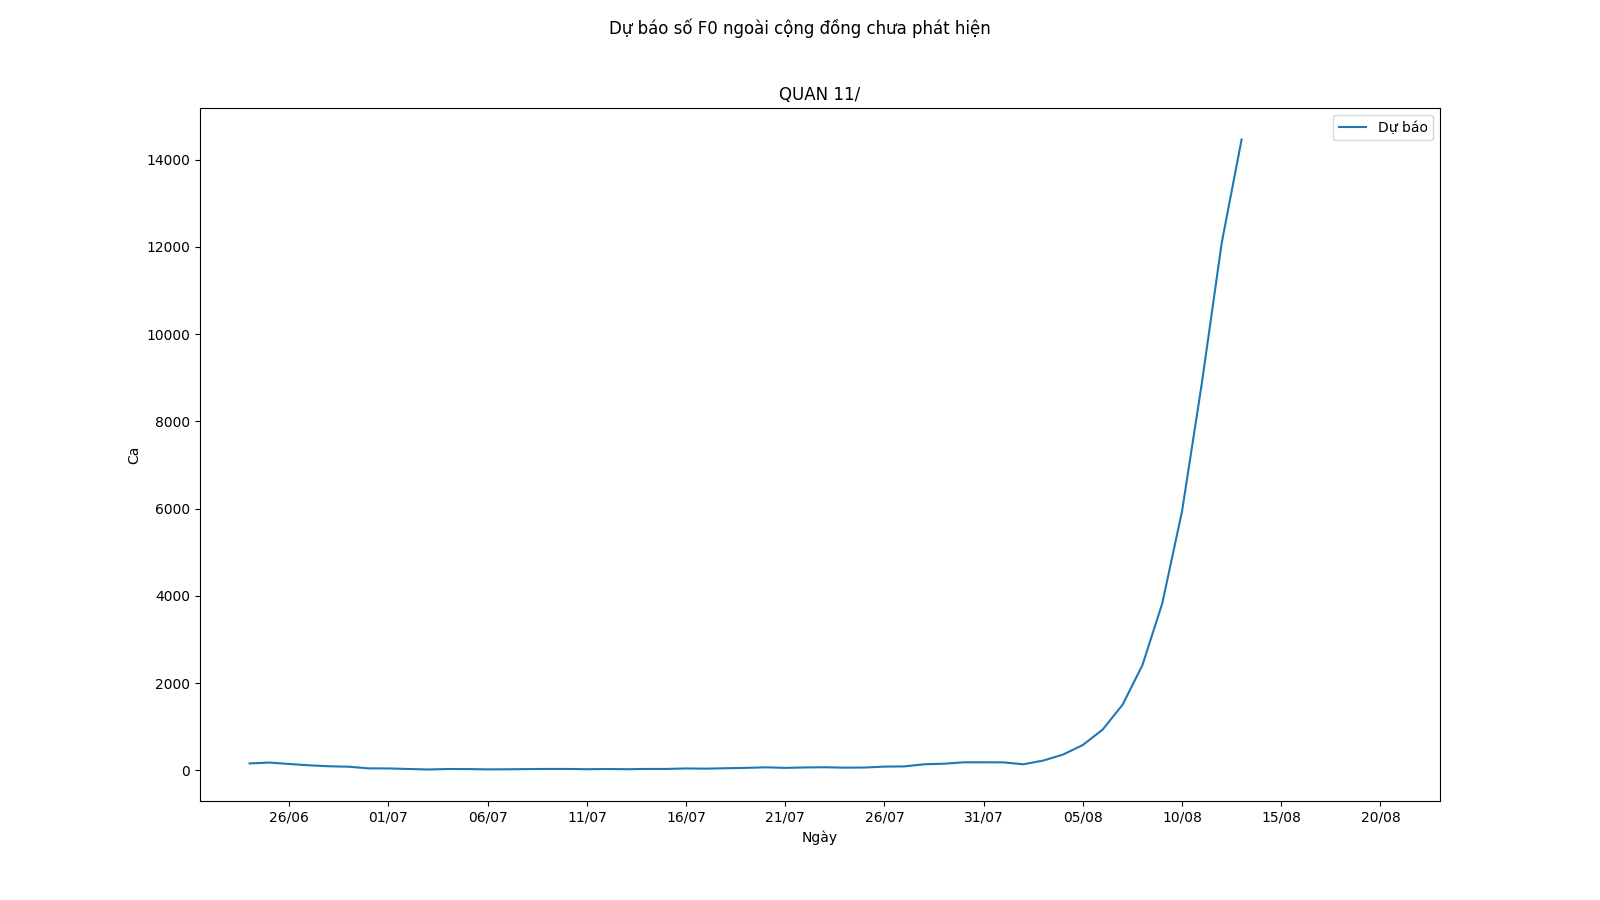 Dự báo số F0 ngoài cộng đồng chưa phát hiện
QUAN 11/
Dự báo
14000
12000
10000
8000
6000
4000
2000
0
Ca
26/06 01/07 06/07 11/07 16/07 21/07 26/07 31/07 05/08 10/08 15/08 20/08
Ngày